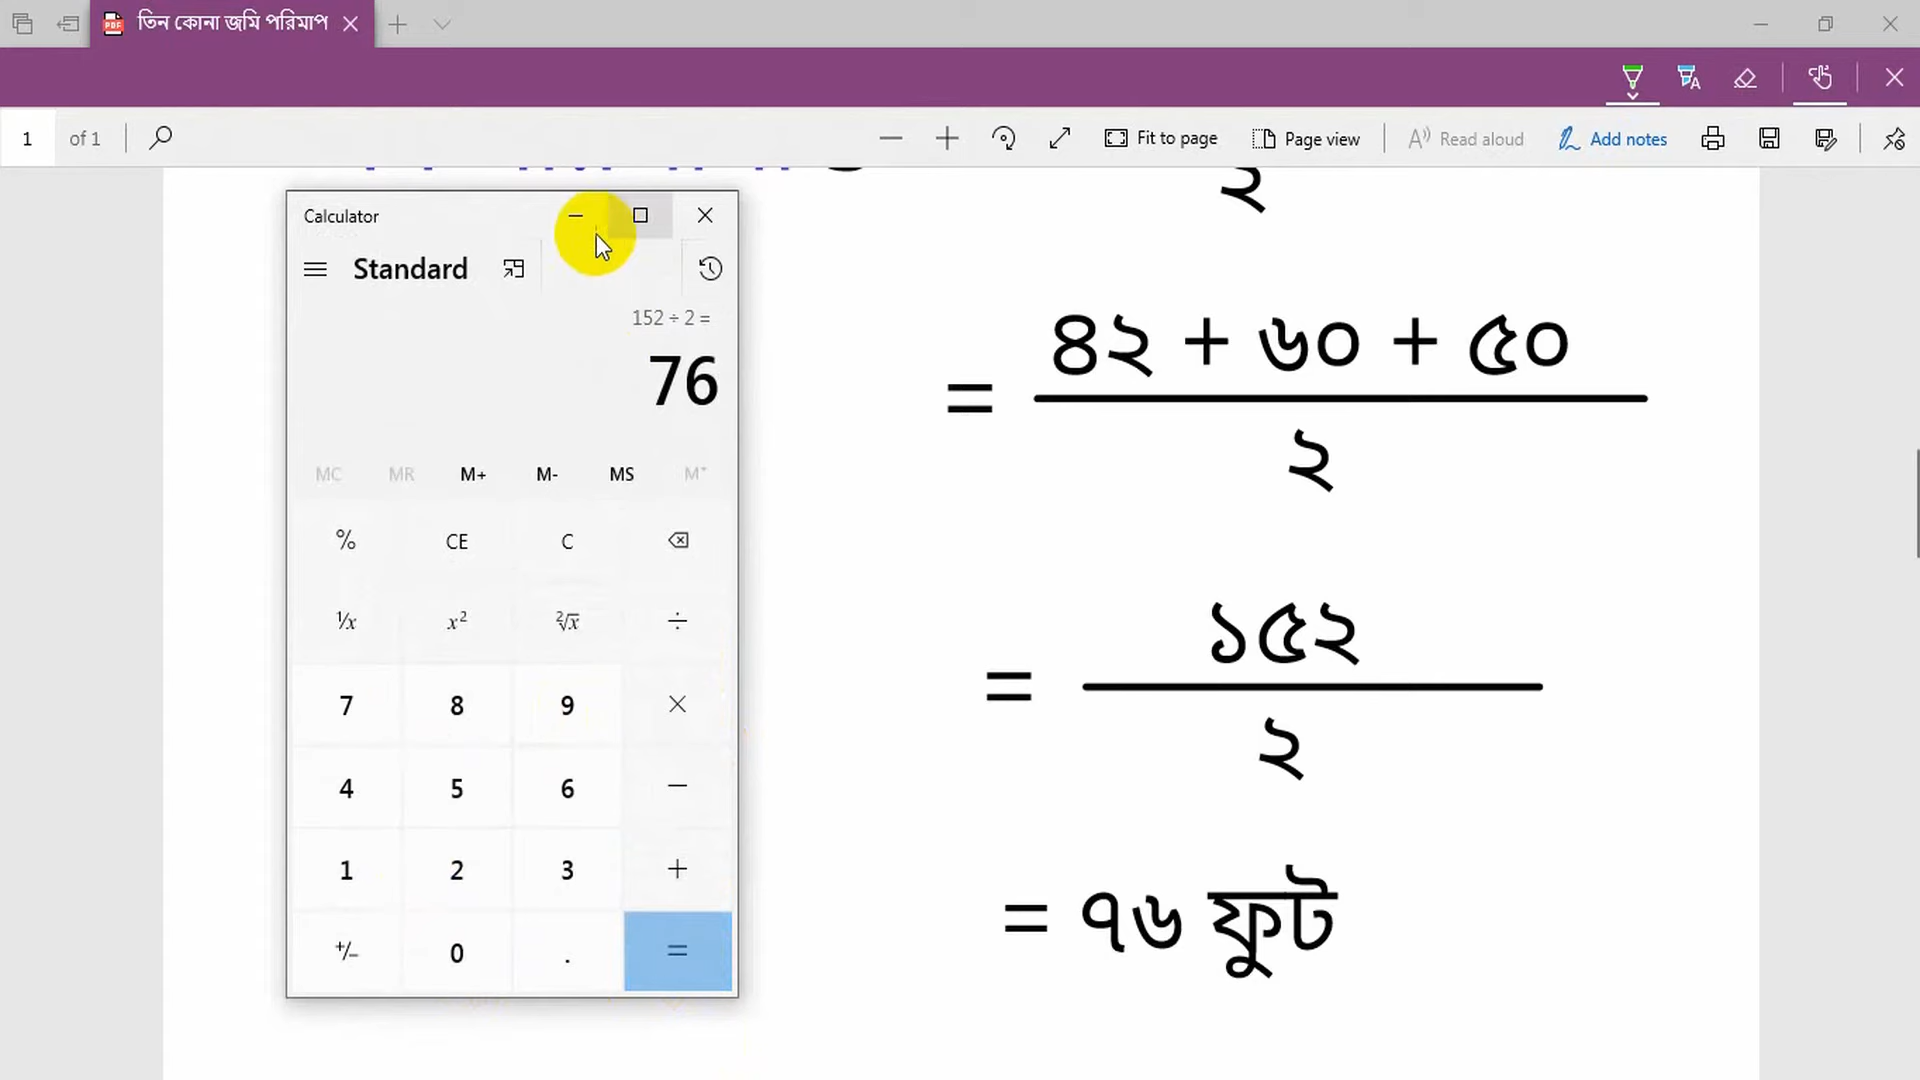 তিন কোনা জমি পরিমাপ
1 of 1
Fit to page
Page view
Read aloud
Add notes
Calculator
Standard
152 ÷ 2 =
76
MC MR M+ M- MS M˅
% CE C
¹/x x² ²√x ÷
7 8 9 ×
4 5 6 −
1 2 3 +
+/− 0 . =
২
= ৪২ + ৬০ + ৫০
২
= ১৫২
২
= ৭৬ ফুট